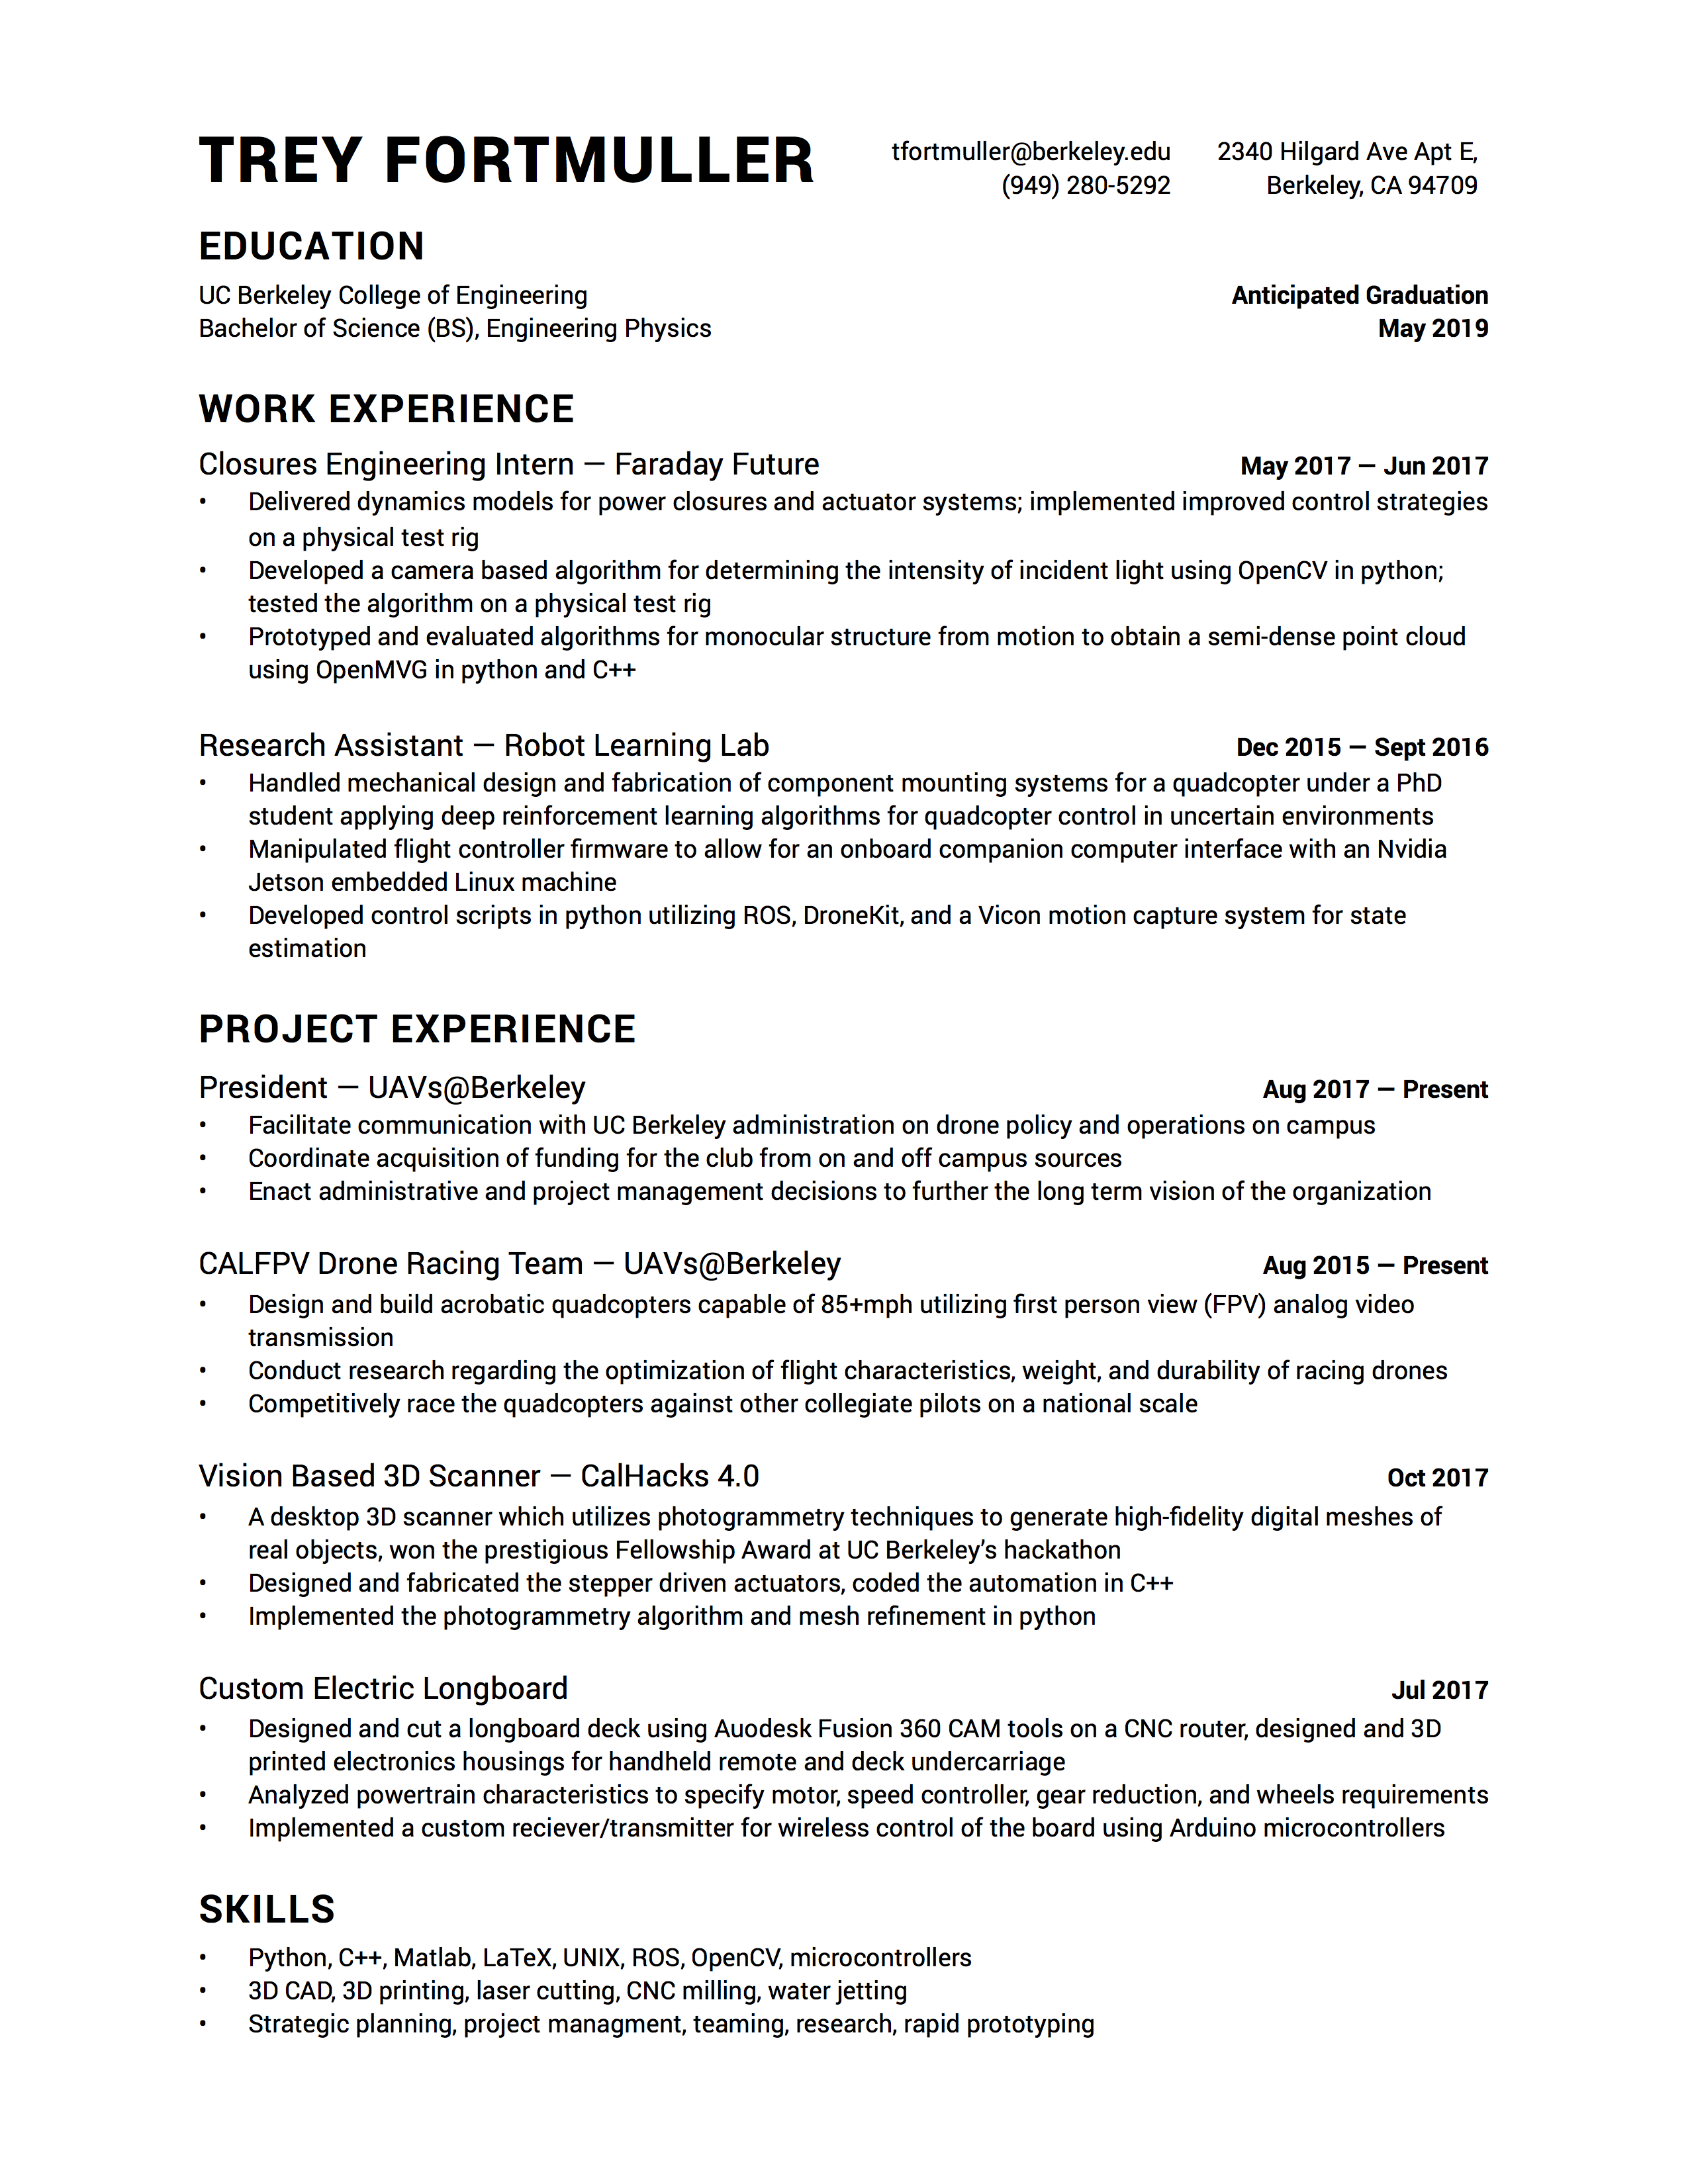 TREY FORTMULLER
tfortmuller@berkeley.edu
(949) 280-5292
2340 Hilgard Ave Apt E,
Berkeley, CA 94709
EDUCATION
UC Berkeley College of Engineering
Anticipated Graduation
Bachelor of Science (BS), Engineering Physics
May 2019
WORK EXPERIENCE
Closures Engineering Intern — Faraday Future
May 2017 — Jun 2017
• Delivered dynamics models for power closures and actuator systems; implemented improved control strategies
on a physical test rig
• Developed a camera based algorithm for determining the intensity of incident light using OpenCV in python;
tested the algorithm on a physical test rig
• Prototyped and evaluated algorithms for monocular structure from motion to obtain a semi-dense point cloud
using OpenMVG in python and C++
Research Assistant — Robot Learning Lab
Dec 2015 — Sept 2016
• Handled mechanical design and fabrication of component mounting systems for a quadcopter under a PhD
student applying deep reinforcement learning algorithms for quadcopter control in uncertain environments
• Manipulated flight controller firmware to allow for an onboard companion computer interface with an Nvidia
Jetson embedded Linux machine
• Developed control scripts in python utilizing ROS, DroneKit, and a Vicon motion capture system for state
estimation
PROJECT EXPERIENCE
President — UAVs@Berkeley
Aug 2017 — Present
• Facilitate communication with UC Berkeley administration on drone policy and operations on campus
• Coordinate acquisition of funding for the club from on and off campus sources
• Enact administrative and project management decisions to further the long term vision of the organization
CALFPV Drone Racing Team — UAVs@Berkeley
Aug 2015 — Present
• Design and build acrobatic quadcopters capable of 85+mph utilizing first person view (FPV) analog video
transmission
• Conduct research regarding the optimization of flight characteristics, weight, and durability of racing drones
• Competitively race the quadcopters against other collegiate pilots on a national scale
Vision Based 3D Scanner — CalHacks 4.0
Oct 2017
• A desktop 3D scanner which utilizes photogrammetry techniques to generate high-fidelity digital meshes of
real objects, won the prestigious Fellowship Award at UC Berkeley’s hackathon
• Designed and fabricated the stepper driven actuators, coded the automation in C++
• Implemented the photogrammetry algorithm and mesh refinement in python
Custom Electric Longboard
Jul 2017
• Designed and cut a longboard deck using Auodesk Fusion 360 CAM tools on a CNC router, designed and 3D
printed electronics housings for handheld remote and deck undercarriage
• Analyzed powertrain characteristics to specify motor, speed controller, gear reduction, and wheels requirements
• Implemented a custom reciever/transmitter for wireless control of the board using Arduino microcontrollers
SKILLS
• Python, C++, Matlab, LaTeX, UNIX, ROS, OpenCV, microcontrollers
• 3D CAD, 3D printing, laser cutting, CNC milling, water jetting
• Strategic planning, project managment, teaming, research, rapid prototyping